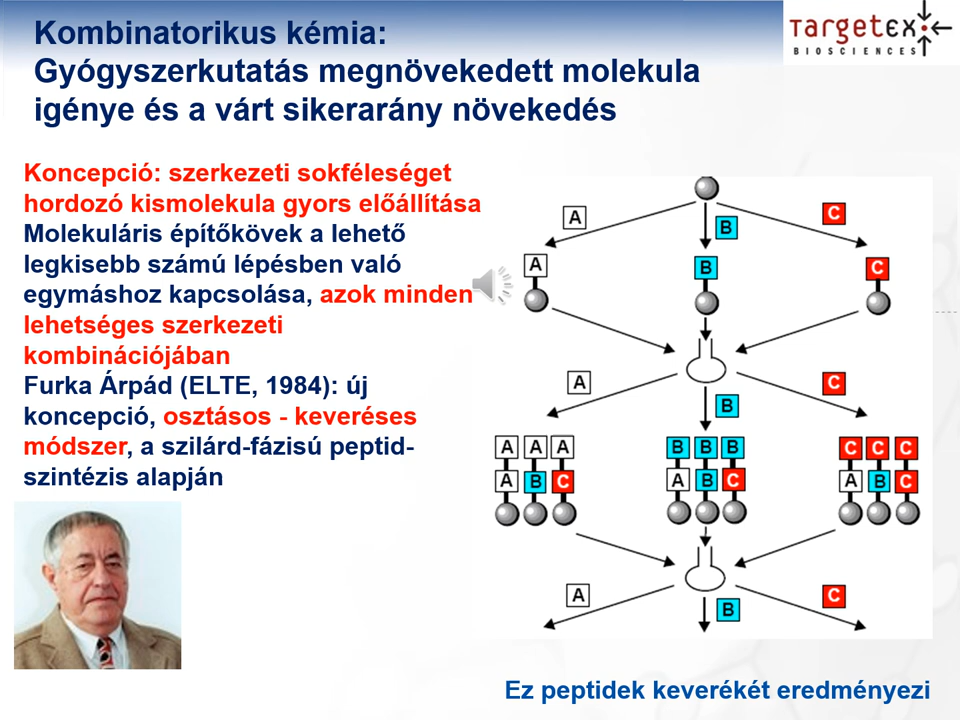 Kombinatorikus kémia:
Gyógyszerkutatás megnövekedett molekula
igénye és a várt sikerarány növekedés
TARGETEX
BIOSCIENCES
Koncepció: szerkezeti sokféleséget
hordozó kismolekula gyors előállítása
Molekuláris építőkövek a lehető
legkisebb számú lépésben való
egymáshoz kapcsolása, azok minden
lehetséges szerkezeti
kombinációjában
Furka Árpád (ELTE, 1984): új
koncepció, osztásos - keveréses
módszer, a szilárd-fázisú peptid-
szintézis alapján
A B C
A B C
A B C
A A A B B B C C C
A B C A B C A B C
A B C
Ez peptidek keverékét eredményezi